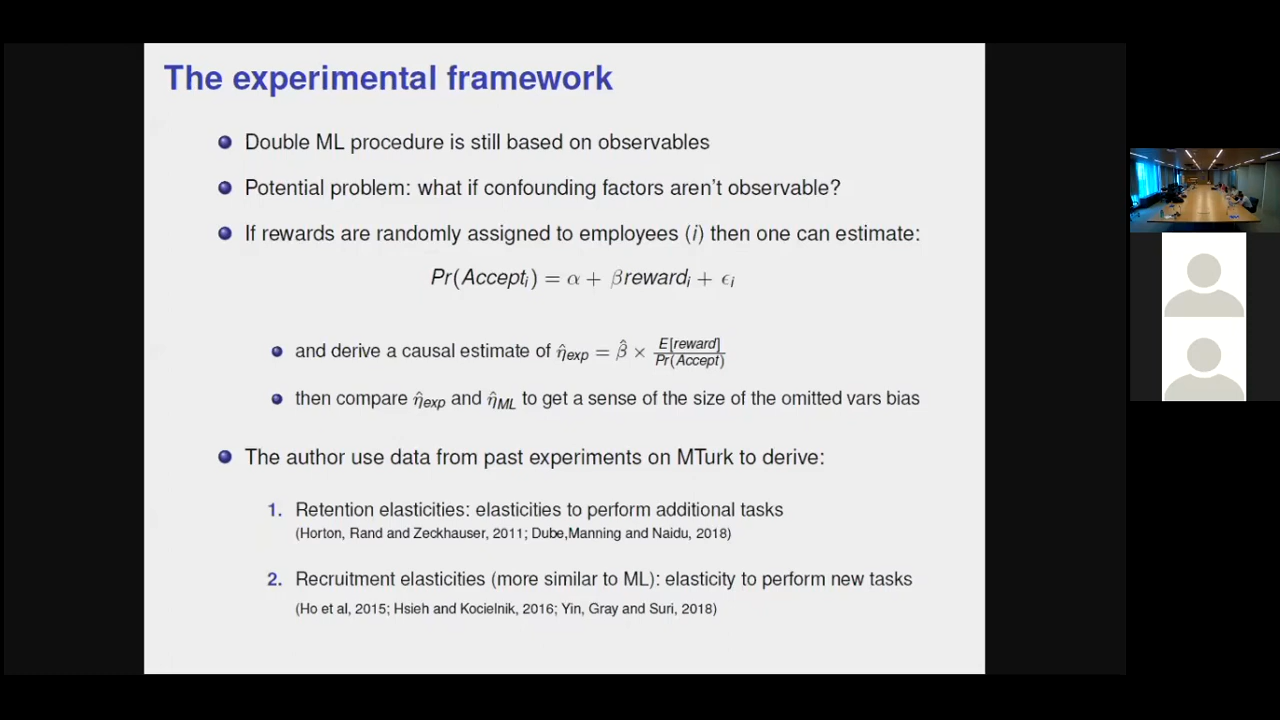 The experimental framework
Double ML procedure is still based on observables
Potential problem: what if confounding factors aren't observable?
If rewards are randomly assigned to employees (i) then one can estimate:
Pr(Accept_i) = α + βreward_i + ϵ_i
and derive a causal estimate of η̂_exp = β̂ × E[reward] / Pr(Accept)
then compare η̂_exp and η̂_ML to get a sense of the size of the omitted vars bias
The author use data from past experiments on MTurk to derive:
1. Retention elasticities: elasticities to perform additional tasks
(Horton, Rand and Zeckhauser, 2011; Dube,Manning and Naidu, 2018)
2. Recruitment elasticities (more similar to ML): elasticity to perform new tasks
(Ho et al, 2015; Hsieh and Kocielnik, 2016; Yin, Gray and Suri, 2018)